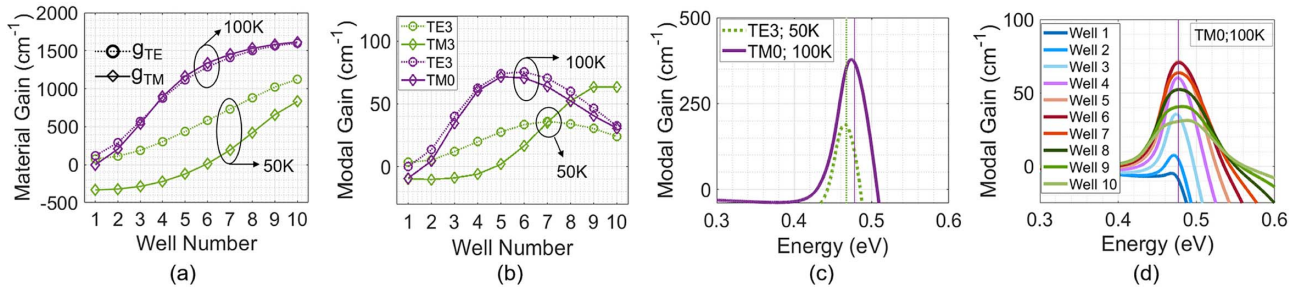 Material Gain (cm-1)
2000
1500
1000
500
0
-500
gTE
gTM
100K
50K
1 2 3 4 5 6 7 8 9 10
Well Number
(a)
Modal Gain (cm-1)
100
50
0
TE3
TM3
TE3
TM0
100K
50K
1 2 3 4 5 6 7 8 9 10
Well Number
(b)
Modal Gain (cm-1)
500
250
0
TE3; 50K
TM0; 100K
0.3 0.4 0.5 0.6
Energy (eV)
(c)
Modal Gain (cm-1)
100
50
0
Well 1
Well 2
Well 3
Well 4
Well 5
Well 6
Well 7
Well 8
Well 9
Well 10
TM0;100K
0.3 0.4 0.5 0.6
Energy (eV)
(d)